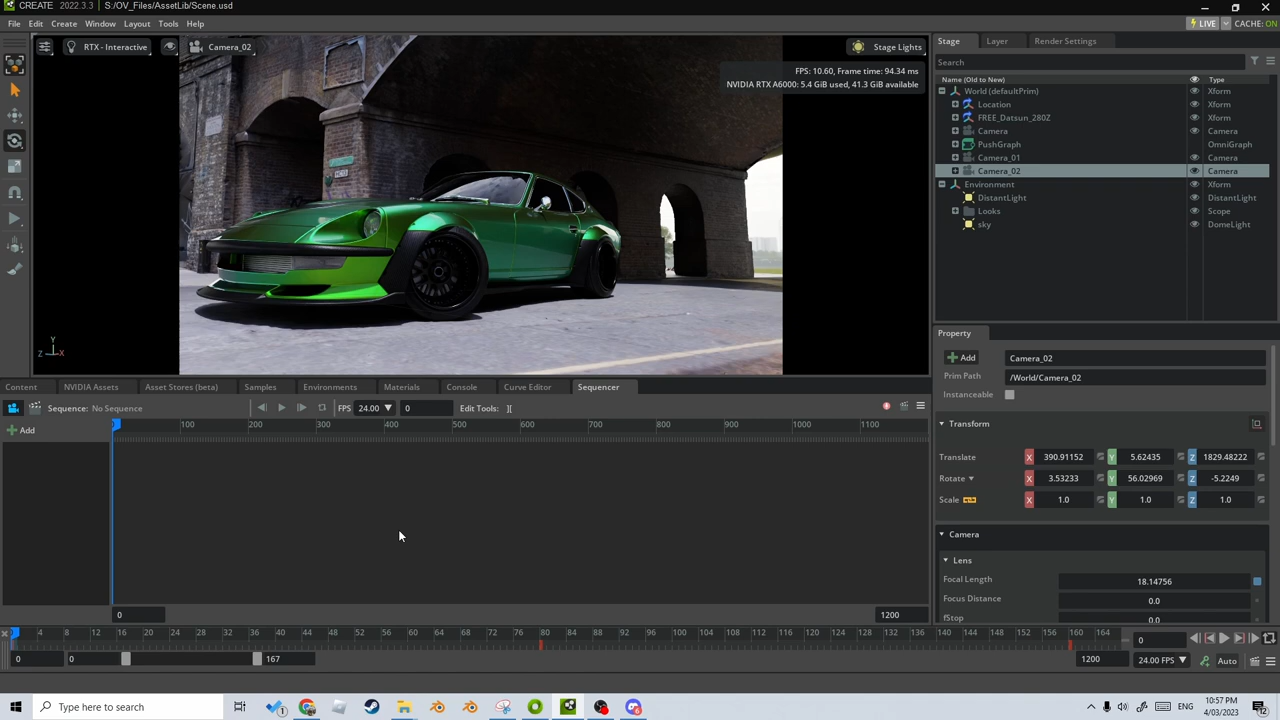 CREATE 2022.3.3 S:/OV_Files/AssetLib/Scene.usd
File Edit Create Window Layout Tools Help
LIVE CACHE: ON
RTX - Interactive Camera_02 Stage Lights
FPS: 10.60, Frame time: 94.34 ms
NVIDIA RTX A6000: 5.4 GiB used, 41.3 GiB available
Y
Z X
Stage Layer Render Settings
Search
Name (Old to New) Type
World (defaultPrim) Xform
Location Xform
FREE_Datsun_280Z Xform
Camera Camera
PushGraph OmniGraph
Camera_01 Camera
Camera_02 Camera
Environment Xform
DistantLight DistantLight
Looks Scope
sky DomeLight
Property
Add Camera_02
Prim Path /World/Camera_02
Instanceable
Transform
Translate X 390.91152 Y 5.62435 Z 1829.48222
Rotate X 3.53233 Y 56.02969 Z -5.2249
Scale X 1.0 Y 1.0 Z 1.0
Camera
Lens
Focal Length 18.14756
Focus Distance 0.0
fStop 0.0
Content NVIDIA Assets Asset Stores (beta) Samples Environments Materials Console Curve Editor Sequencer
Sequence: No Sequence FPS 24.00 0 Edit Tools: ][
Add
100 200 300 400 500 600 700 800 900 1000 1100
0 1200
4 8 12 16 20 24 28 32 36 40 44 48 52 56 60 64 68 72 76 80 84 88 92 96 100 104 108 112 116 120 124 128 132 136 140 144 148 152 156 160 164
0
0 0 167 1200 24.00 FPS Auto
Type here to search
1
6
10:57 PM
4/03/2023
12